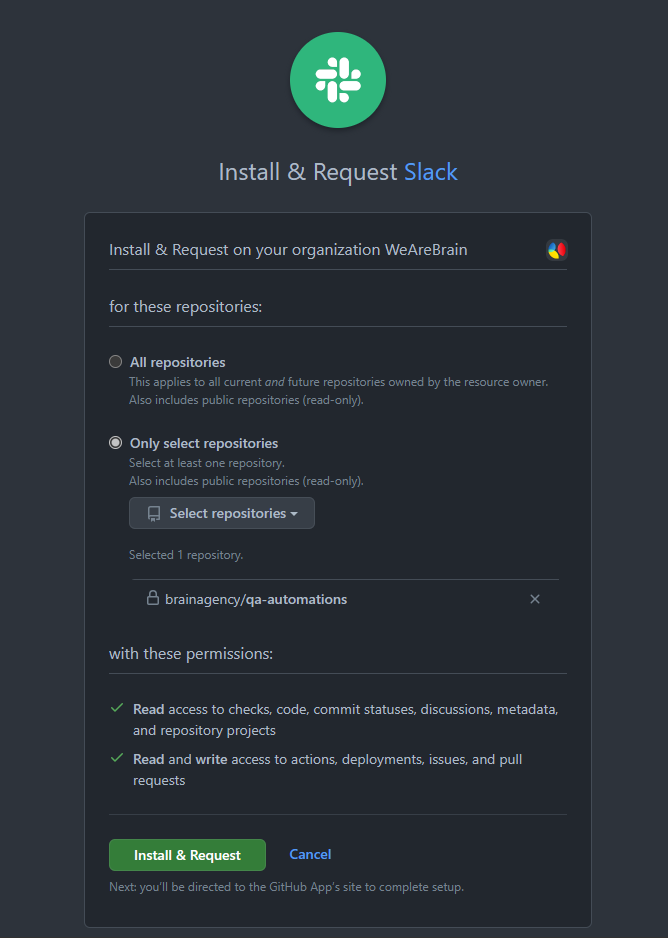 Install & Request Slack
Install & Request on your organization WeAreBrain
for these repositories:
All repositories
This applies to all current and future repositories owned by the resource owner.
Also includes public repositories (read-only).
Only select repositories
Select at least one repository.
Also includes public repositories (read-only).
Select repositories
Selected 1 repository.
brainagency/qa-automations
with these permissions:
Read access to checks, code, commit statuses, discussions, metadata,
and repository projects
Read and write access to actions, deployments, issues, and pull
requests
Install & Request
Cancel
Next: you'll be directed to the GitHub App's site to complete setup.